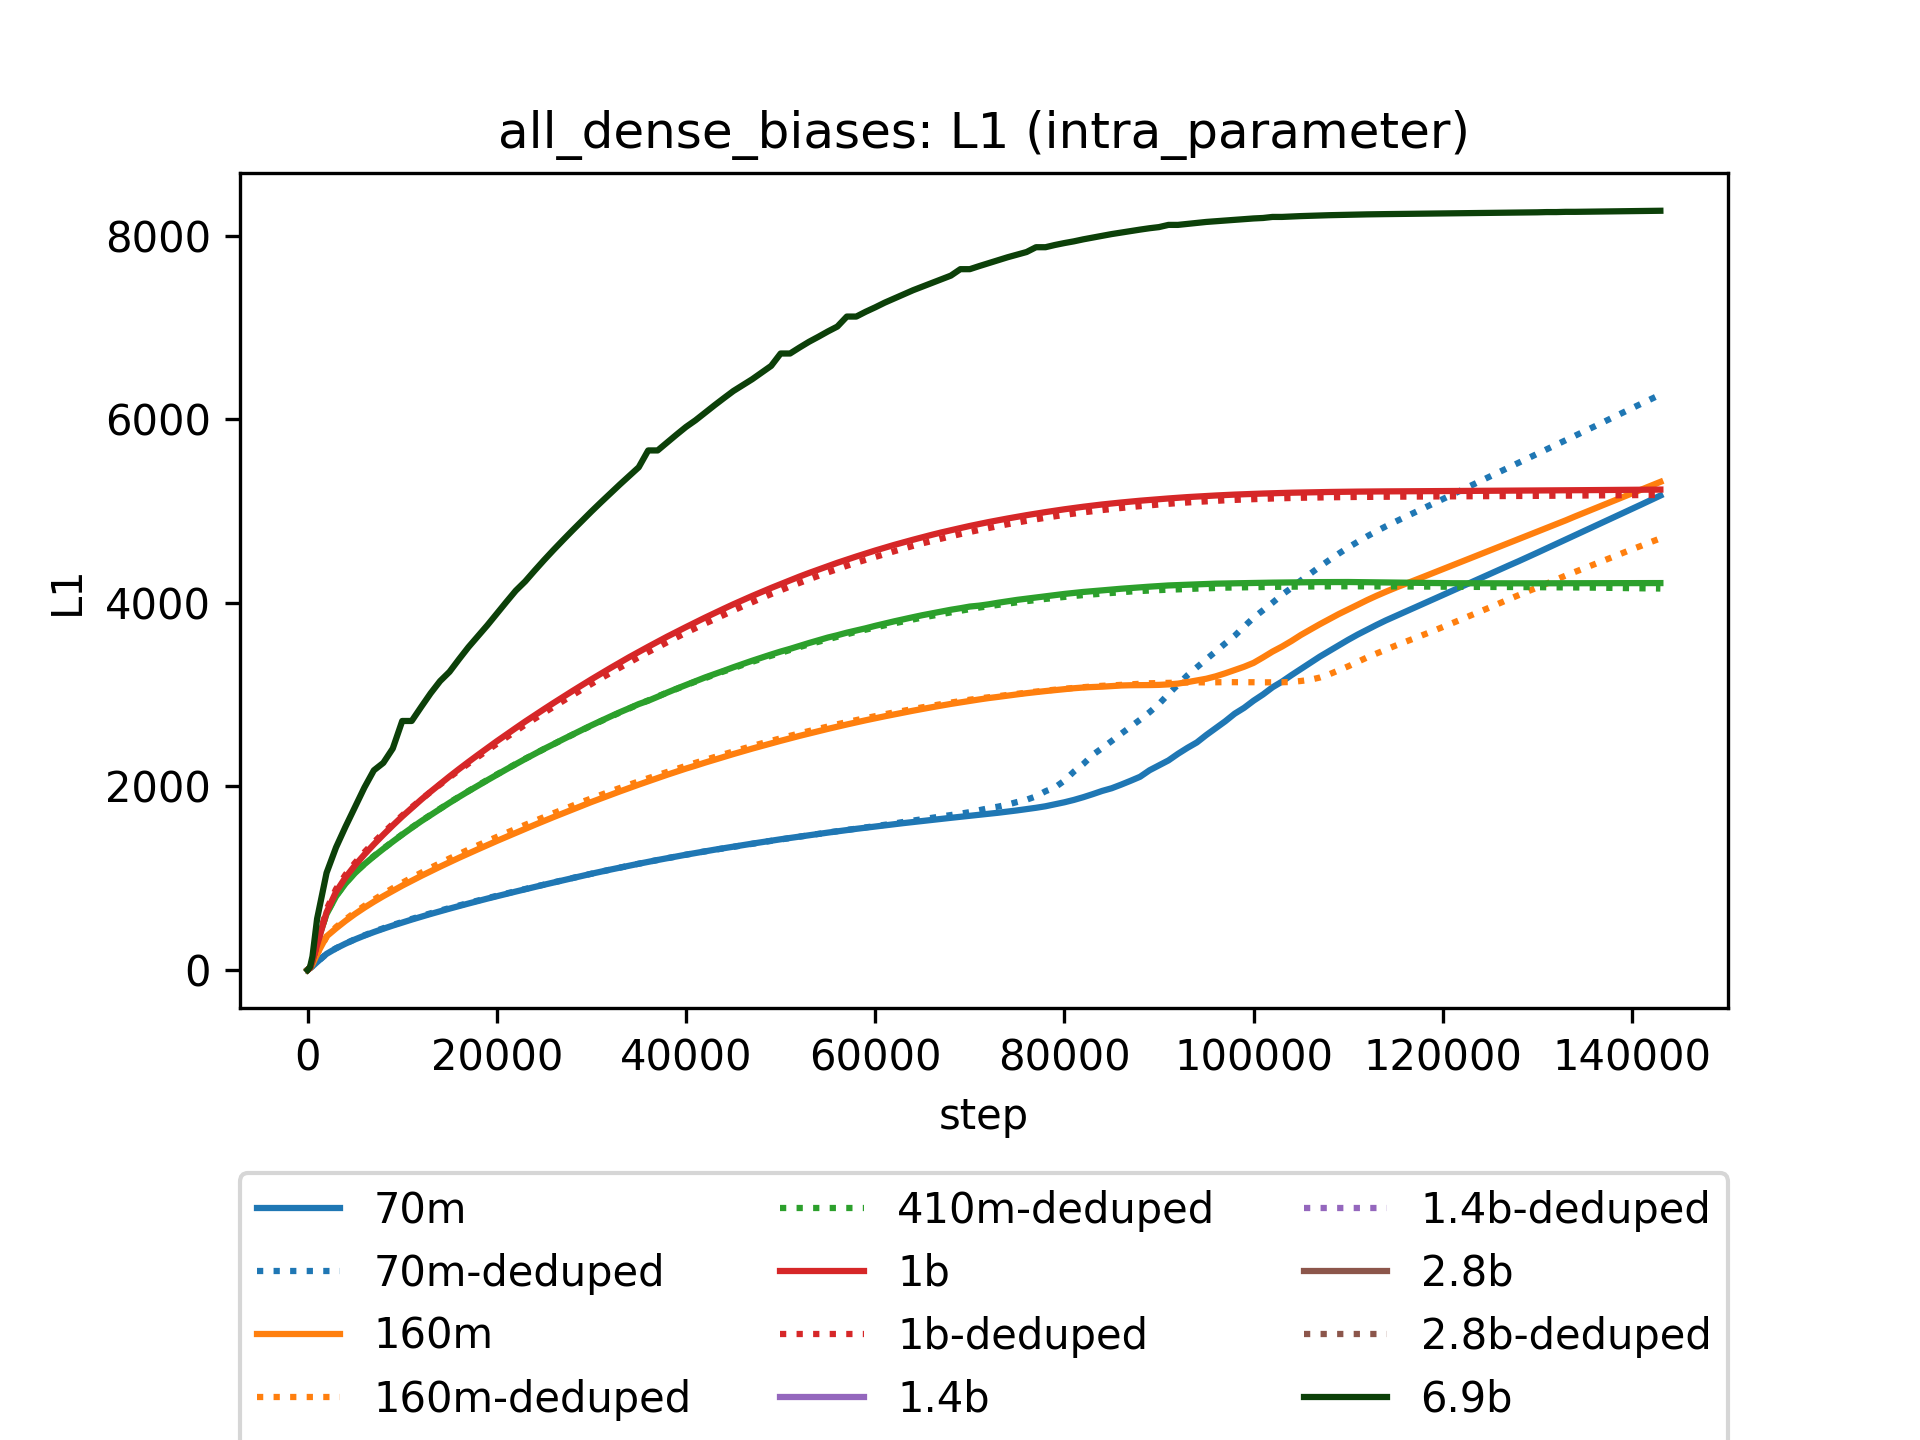 all_dense_biases: L1 (intra_parameter)
8000
6000
4000
2000
0
L1
0 20000 40000 60000 80000 100000 120000 140000
step
70m 410m-deduped 1.4b-deduped
70m-deduped 1b 2.8b
160m 1b-deduped 2.8b-deduped
160m-deduped 1.4b 6.9b